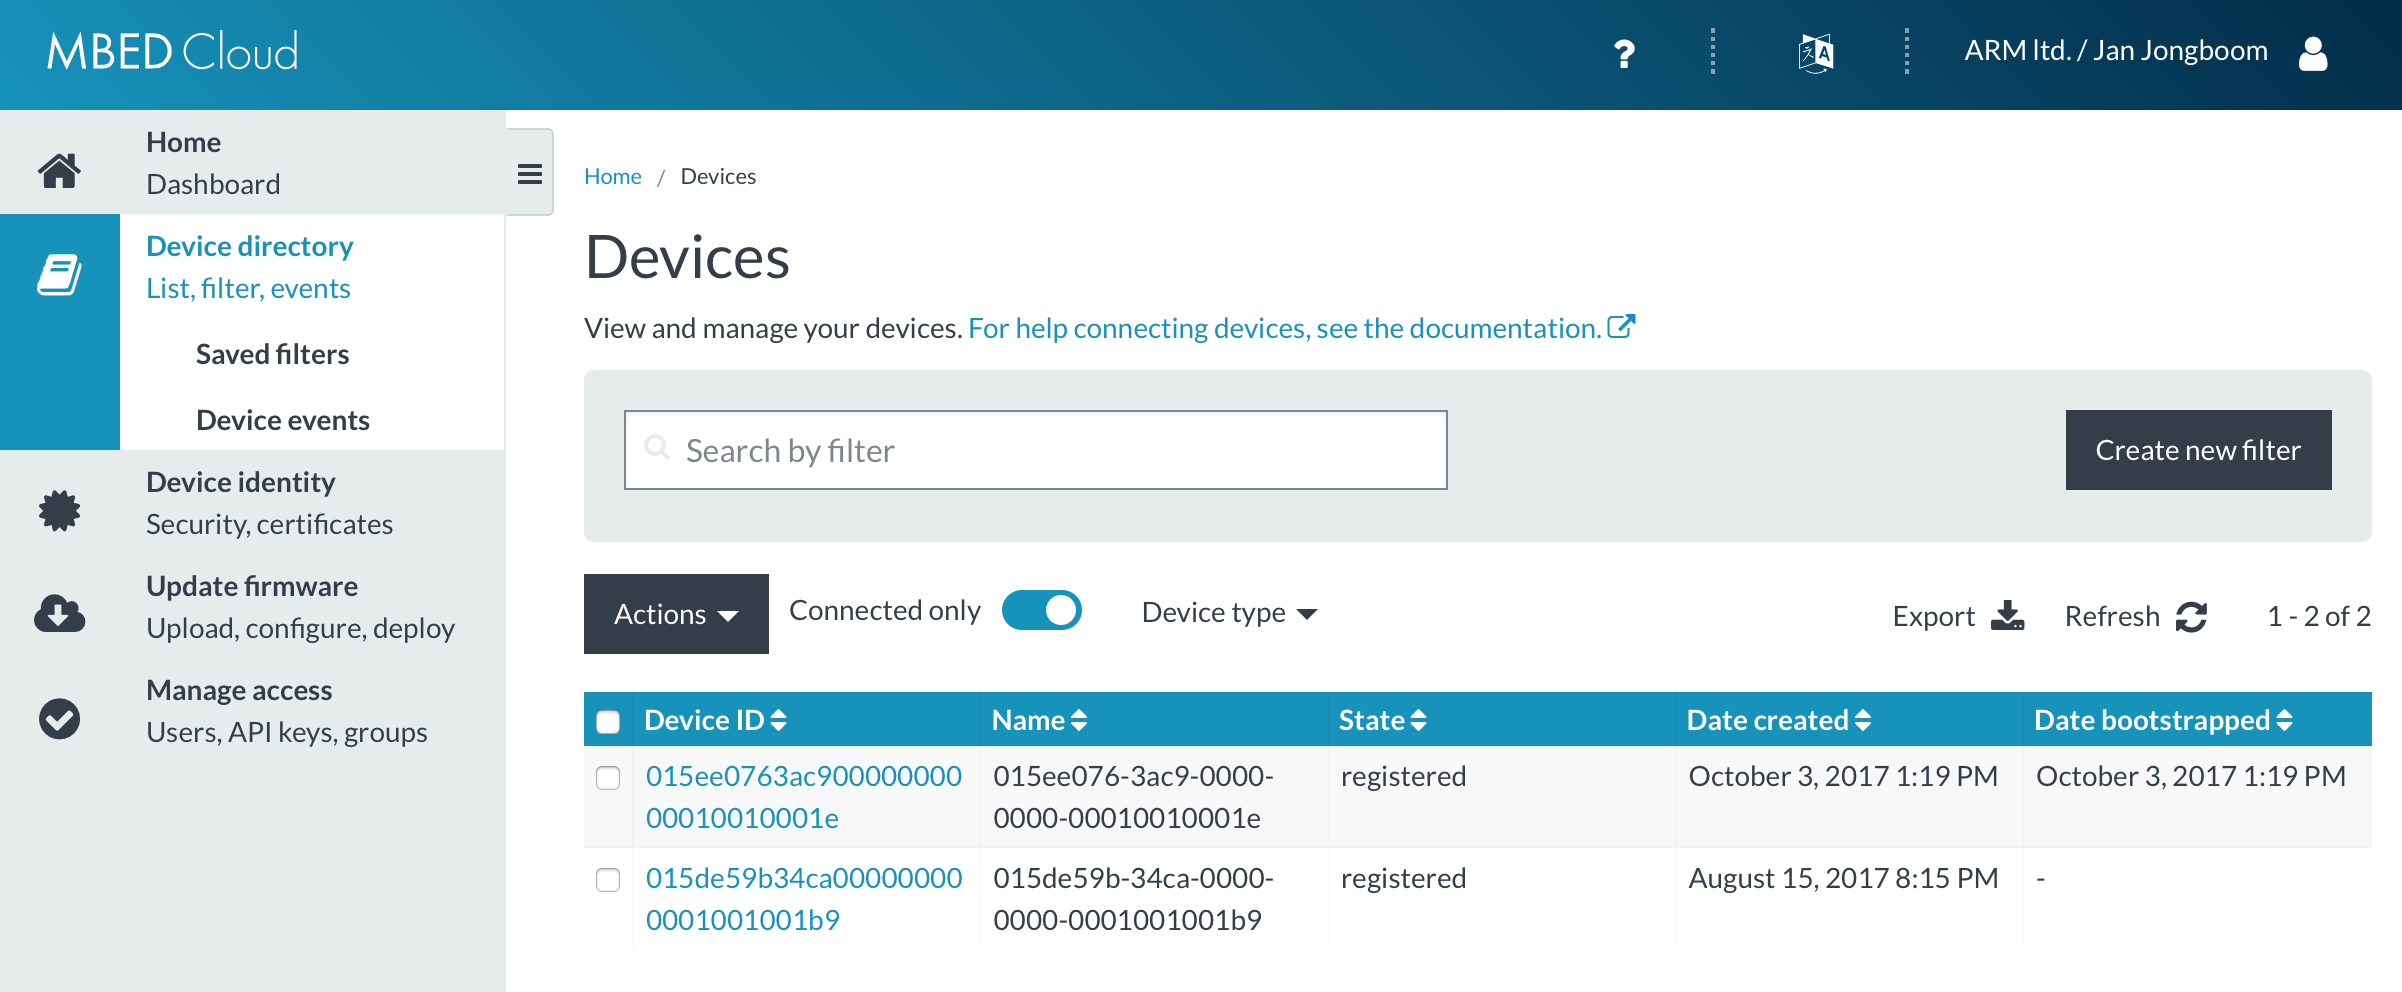 MBED Cloud
?
ARM ltd. / Jan Jongboom
Home
Dashboard
Device directory
List, filter, events
Saved filters
Device events
Device identity
Security, certificates
Update firmware
Upload, configure, deploy
Manage access
Users, API keys, groups
Home / Devices
Devices
View and manage your devices. For help connecting devices, see the documentation.
Search by filter
Create new filter
Actions
Connected only
Device type
Export
Refresh
1 - 2 of 2
Device ID Name State Date created Date bootstrapped
015ee0763ac900000000 015ee076-3ac9-0000- registered October 3, 2017 1:19 PM October 3, 2017 1:19 PM
00010010001e 0000-00010010001e
015de59b34ca00000000 015de59b-34ca-0000- registered August 15, 2017 8:15 PM -
0001001001b9 0000-0001001001b9